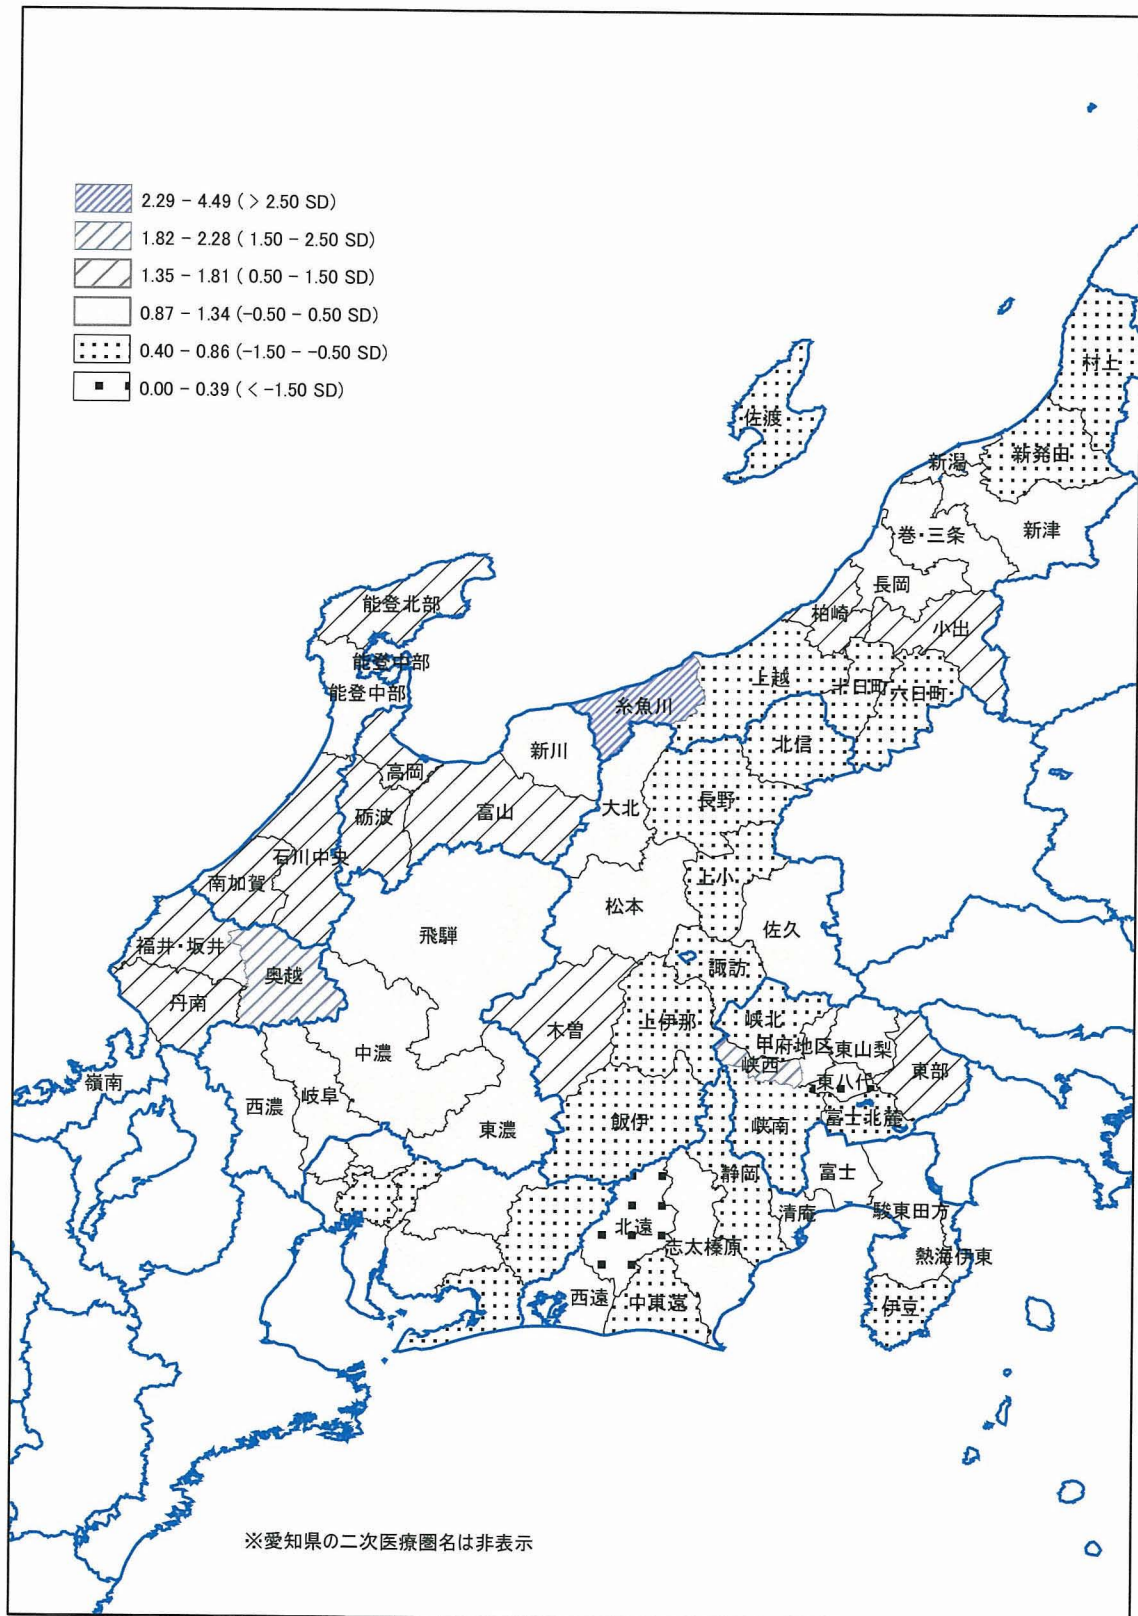 2.29 - 4.49 ( > 2.50 SD)
1.82 - 2.28 ( 1.50 - 2.50 SD)
1.35 - 1.81 ( 0.50 - 1.50 SD)
0.87 - 1.34 (-0.50 - 0.50 SD)
0.40 - 0.86 (-1.50 - -0.50 SD)
0.00 - 0.39 ( < -1.50 SD)
村上
佐渡
新発田
新潟
巻・三条
新津
長岡
柏崎
小出
能登北部
能登中部
能登中部
上越
十日町
六日町
糸魚川
北信
新川
高岡
長野
大北
砺波
富山
石川中央
上小
南加賀
松本
佐久
飛騨
福井・坂井
諏訪
奥越
丹南
上伊那
峡北
木曽
甲府地区
東山梨
中濃
峡西
東部
嶺南
東八代
西濃
岐阜
富士北麓
飯伊
峡南
東濃
静岡
富士
清庵
駿東田方
北遠
志太榛原
熱海伊東
西遠
中東遠
伊豆
※愛知県の二次医療圏名は非表示